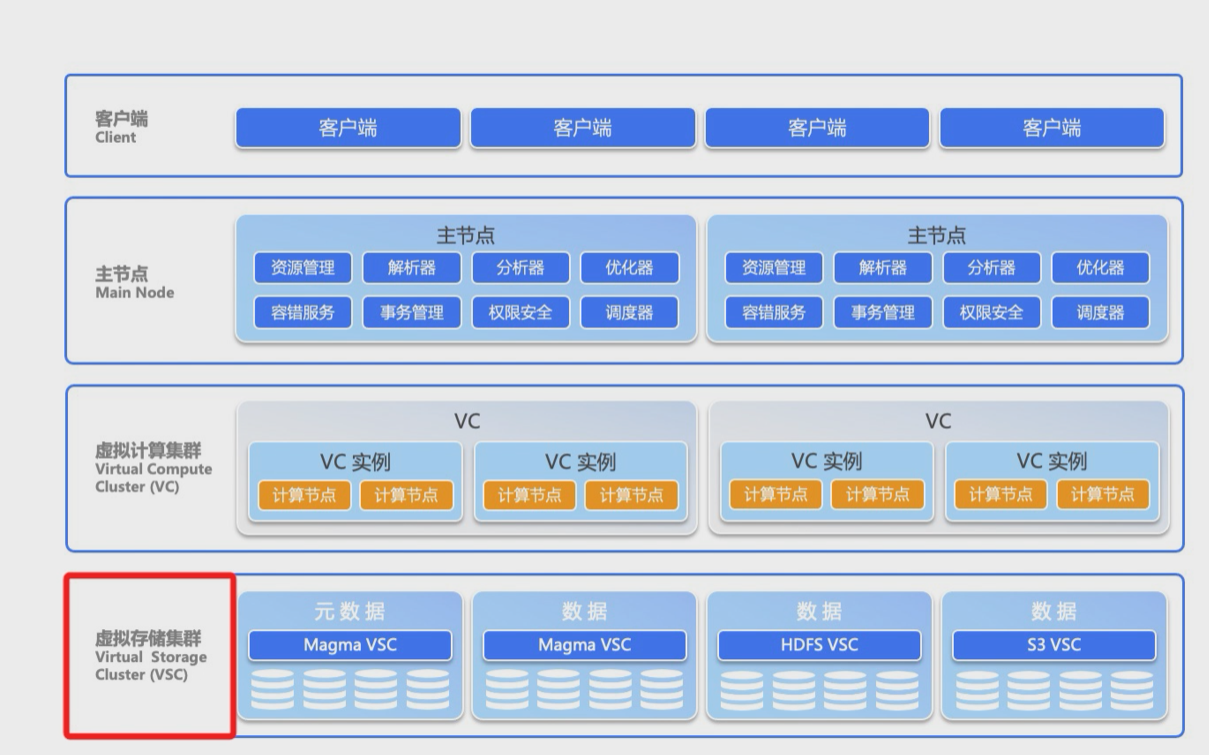 客户端
Client
客户端 客户端 客户端 客户端
主节点
Main Node
主节点
资源管理 解析器 分析器 优化器
容错服务 事务管理 权限安全 调度器
主节点
资源管理 解析器 分析器 优化器
容错服务 事务管理 权限安全 调度器
虚拟计算集群
Virtual Compute
Cluster (VC)
VC
VC 实例 VC 实例
计算节点 计算节点 计算节点 计算节点
VC
VC 实例 VC 实例
计算节点 计算节点 计算节点 计算节点
虚拟存储集群
Virtual Storage
Cluster (VSC)
元数据
Magma VSC
数据
Magma VSC
数据
HDFS VSC
数据
S3 VSC